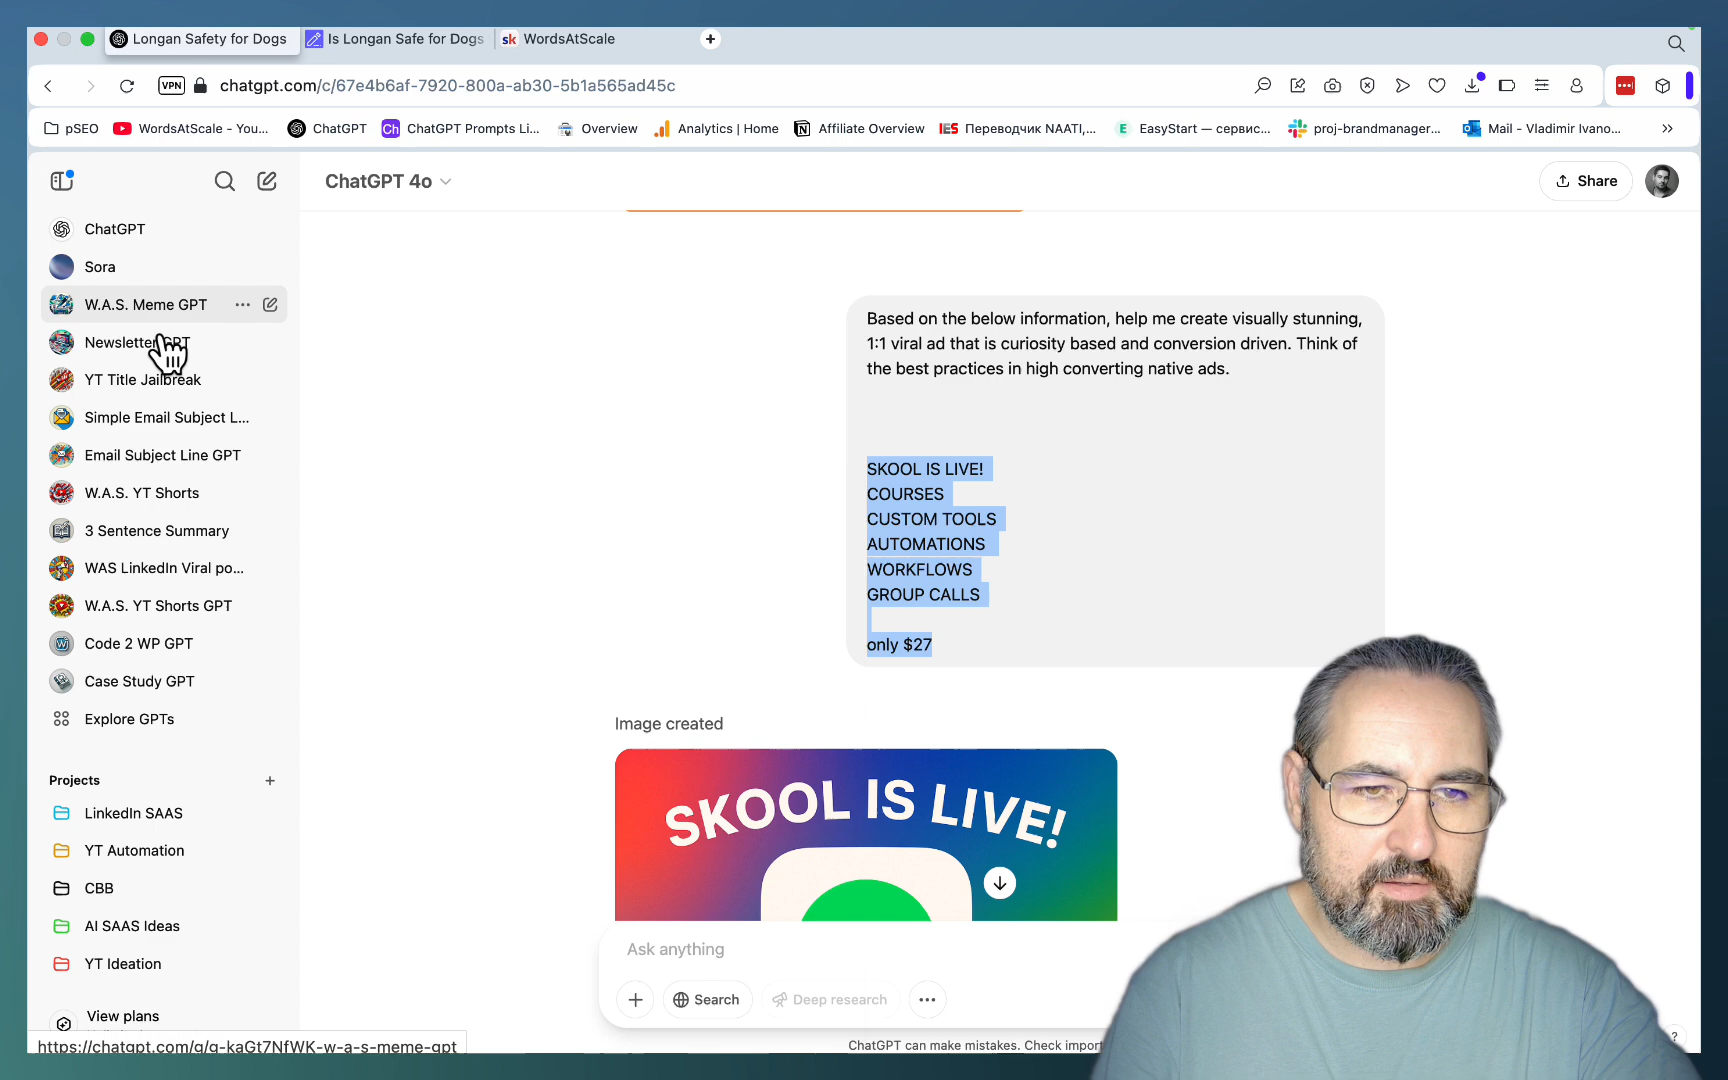 Longan Safety for Dogs
Is Longan Safe for Dogs
sk WordsAtScale
VPN chatgpt.com/c/67e4b6af-7920-800a-ab30-5b1a565ad45c
pSEO
WordsAtScale - You...
ChatGPT
Ch ChatGPT Prompts Li...
Overview
Analytics | Home
Affiliate Overview
IES Переводчик NAATI,...
E EasyStart — сервис...
proj-brandmanager...
Mail - Vladimir Ivano...
ChatGPT 4o
Share
ChatGPT
Sora
W.A.S. Meme GPT
Newsletter GPT
YT Title Jailbreak
Simple Email Subject L...
Email Subject Line GPT
W.A.S. YT Shorts
3 Sentence Summary
WAS LinkedIn Viral po...
W.A.S. YT Shorts GPT
Code 2 WP GPT
Case Study GPT
Explore GPTs
Projects
LinkedIn SAAS
YT Automation
CBB
AI SAAS Ideas
YT Ideation
View plans
https://chatgpt.com/g/g-kaGt7NfWK-w-a-s-meme-gpt
Based on the below information, help me create visually stunning,
1:1 viral ad that is curiosity based and conversion driven. Think of
the best practices in high converting native ads.
SKOOL IS LIVE!
COURSES
CUSTOM TOOLS
AUTOMATIONS
WORKFLOWS
GROUP CALLS
only $27
Image created
SKOOL IS LIVE!
Ask anything
Search
Deep research
ChatGPT can make mistakes. Check import
?